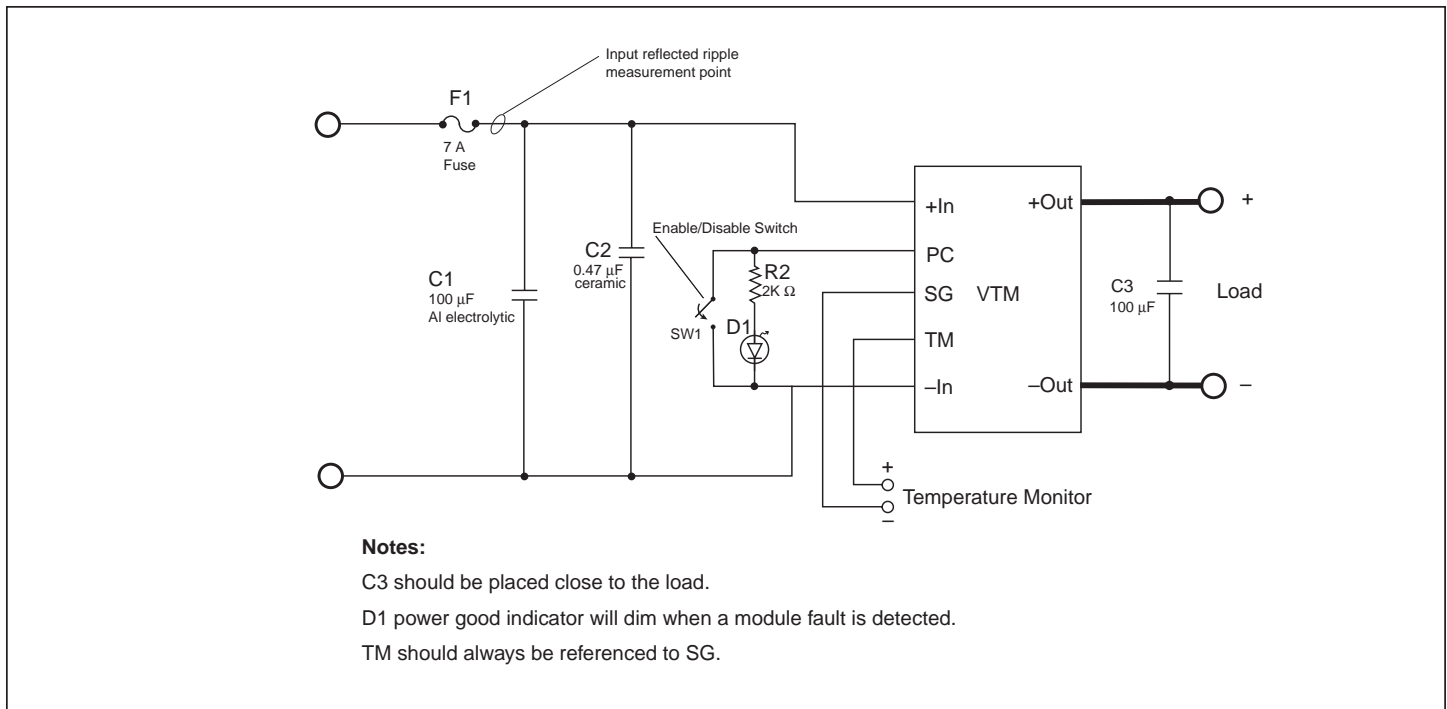 Input reflected ripple
measurement point
F1
7 A
Fuse
Enable/Disable Switch
C1
100 µF
Al electrolytic
C2
0.47 µF
ceramic
SW1
R2
2K Ω
D1
+In
PC
SG
TM
–In
VTM
+Out
–Out
C3
100 µF
+
Load
–
+
Temperature Monitor
–
Notes:
C3 should be placed close to the load.
D1 power good indicator will dim when a module fault is detected.
TM should always be referenced to SG.